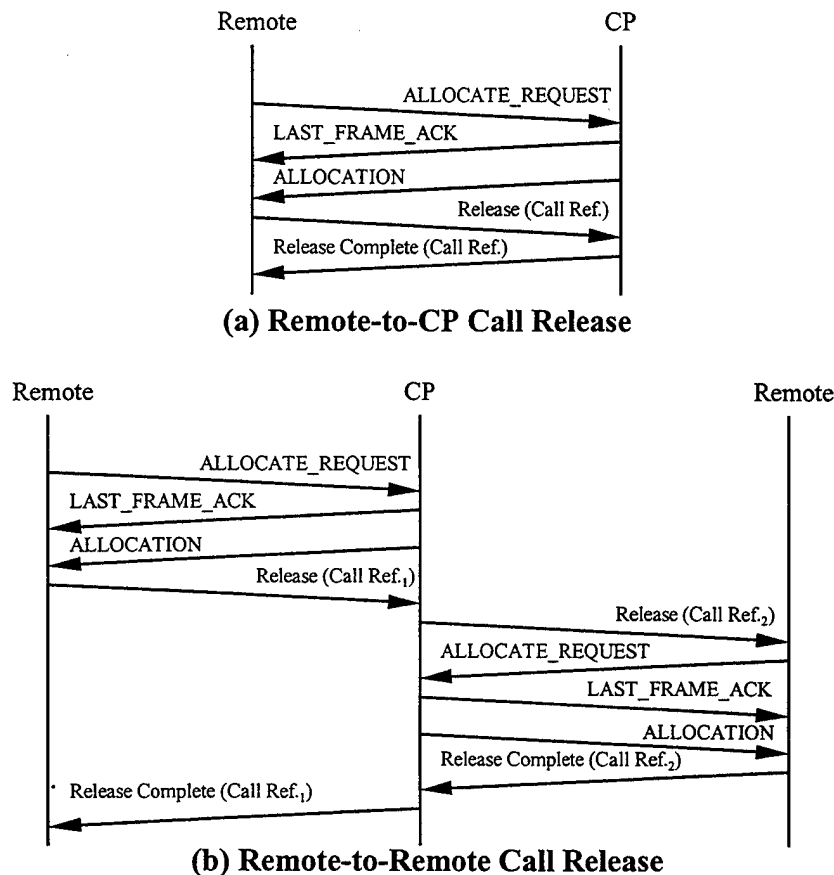 Remote CP
ALLOCATE_REQUEST
LAST_FRAME_ACK
ALLOCATION
Release (Call Ref.)
Release Complete (Call Ref.)
(a) Remote-to-CP Call Release
Remote CP Remote
ALLOCATE_REQUEST
LAST_FRAME_ACK
ALLOCATION
Release (Call Ref.₁)
Release (Call Ref.₂)
ALLOCATE_REQUEST
LAST_FRAME_ACK
ALLOCATION
Release Complete (Call Ref.₂)
Release Complete (Call Ref.₁)
(b) Remote-to-Remote Call Release